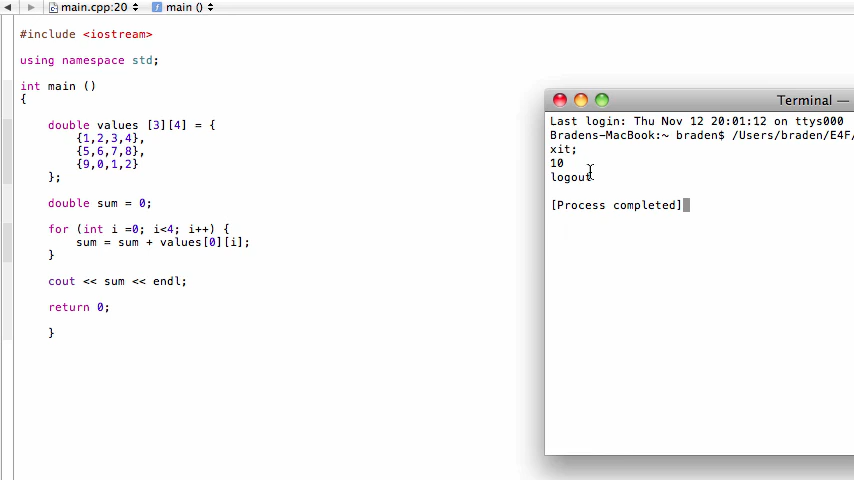 main.cpp:20 main ()
#include <iostream>
using namespace std;
int main ()
{
double values [3][4] = {
{1,2,3,4},
{5,6,7,8},
{9,0,1,2}
};
double sum = 0;
for (int i =0; i<4; i++) {
sum = sum + values[0][i];
}
cout << sum << endl;
return 0;
}
Terminal —
Last login: Thu Nov 12 20:01:12 on ttys000
Bradens-MacBook:~ braden$ /Users/braden/E4F/
xit;
10
logout
[Process completed]